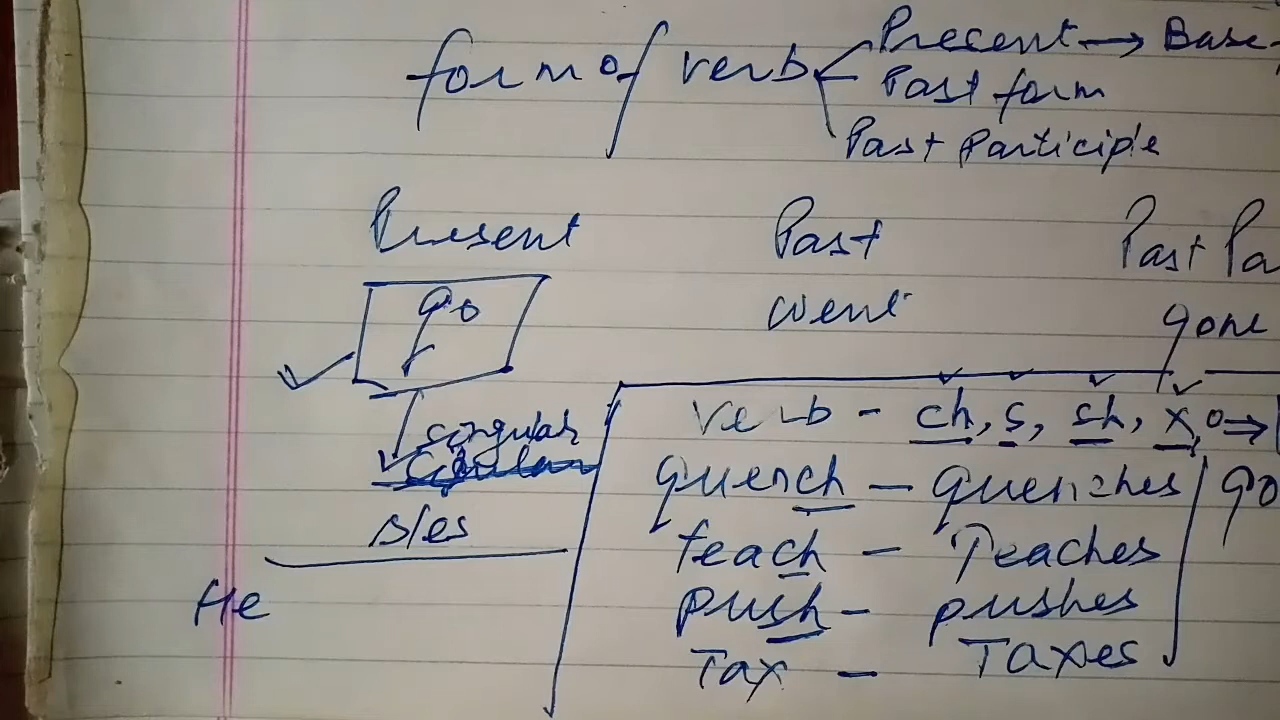 form of verb Present → Base
Past form
Past Participle
Present Past Past Pa
go went gone
verb - ch, s, sh, x, o ⇒
singular
quench - quenches go
s/es
teach - Teaches
He push - pushes
Tax - Taxes